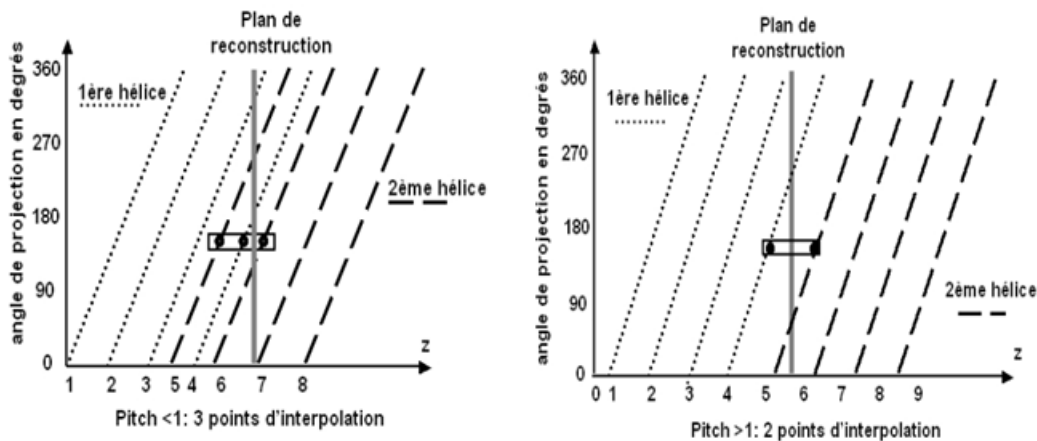 Plan de
reconstruction
angle de projection en degrés
360
270
180
90
0
1ère hélice
2ème hélice
z
1 2 3 5 4 6 7 8
Pitch <1: 3 points d'interpolation
Plan de
reconstruction
angle de projection en degrés
360
270
180
90
0
1ère hélice
2ème hélice
z
0 1 2 3 4 5 6 7 8 9
Pitch >1: 2 points d'interpolation